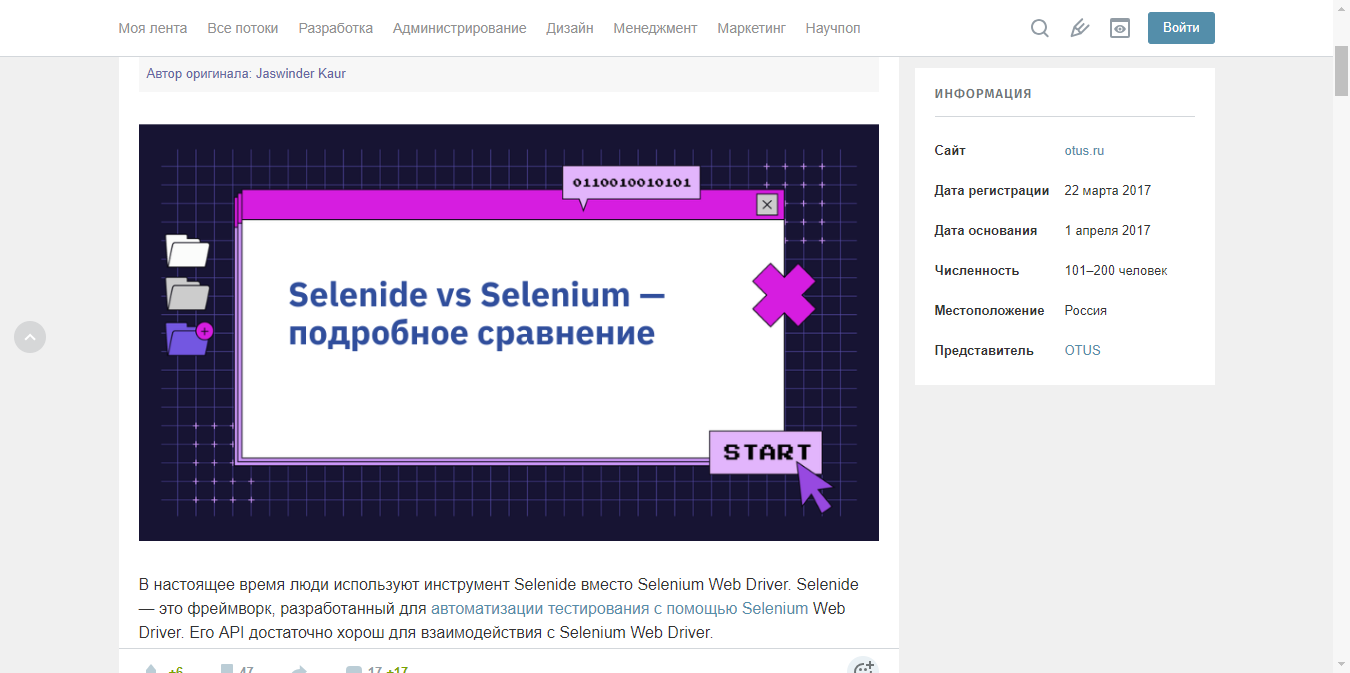 Моя лента Все потоки Разработка Администрирование Дизайн Менеджмент Маркетинг Научпоп Войти
Автор оригинала: Jaswinder Kaur
0110010010101
Selenide vs Selenium —
подробное сравнение
START
В настоящее время люди используют инструмент Selenide вместо Selenium Web Driver. Selenide
— это фреймворк, разработанный для автоматизации тестирования с помощью Selenium Web
Driver. Его API достаточно хорош для взаимодействия с Selenium Web Driver.
+6 47 17 +17
ИНФОРМАЦИЯ
Сайт otus.ru
Дата регистрации 22 марта 2017
Дата основания 1 апреля 2017
Численность 101–200 человек
Местоположение Россия
Представитель OTUS